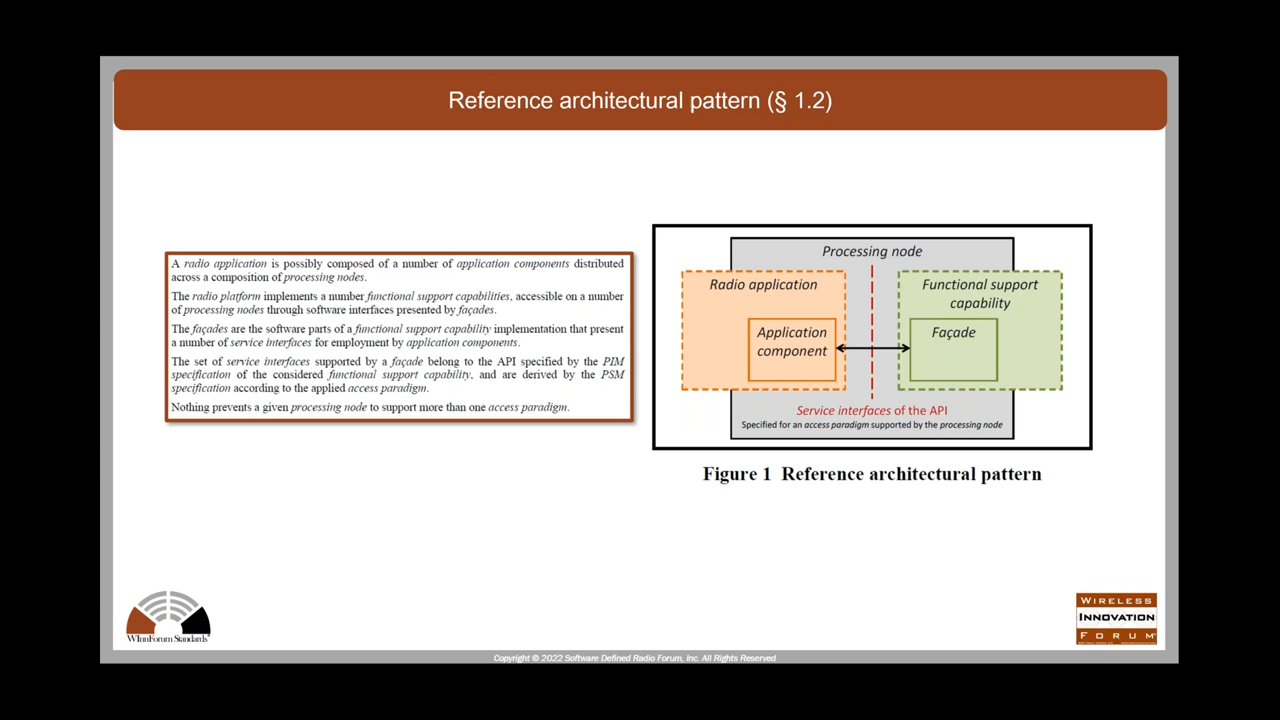 Reference architectural pattern (§ 1.2)
A radio application is possibly composed of a number of application components distributed
across a composition of processing nodes.
The radio platform implements a number functional support capabilities, accessible on a number
of processing nodes through software interfaces presented by façades.
The façades are the software parts of a functional support capability implementation that present
a number of service interfaces for employment by application components.
The set of service interfaces supported by a façade belong to the API specified by the PIM
specification of the considered functional support capability, and are derived by the PSM
specification according to the applied access paradigm.
Nothing prevents a given processing node to support more than one access paradigm.
Processing node
Radio application
Functional support
capability
Application
component
Façade
Service interfaces of the API
Specified for an access paradigm supported by the processing node
Figure 1 Reference architectural pattern
WInnForum Standards
WIRELESS
INNOVATION
FORUM
Copyright © 2022 Software Defined Radio Forum, Inc. All Rights Reserved